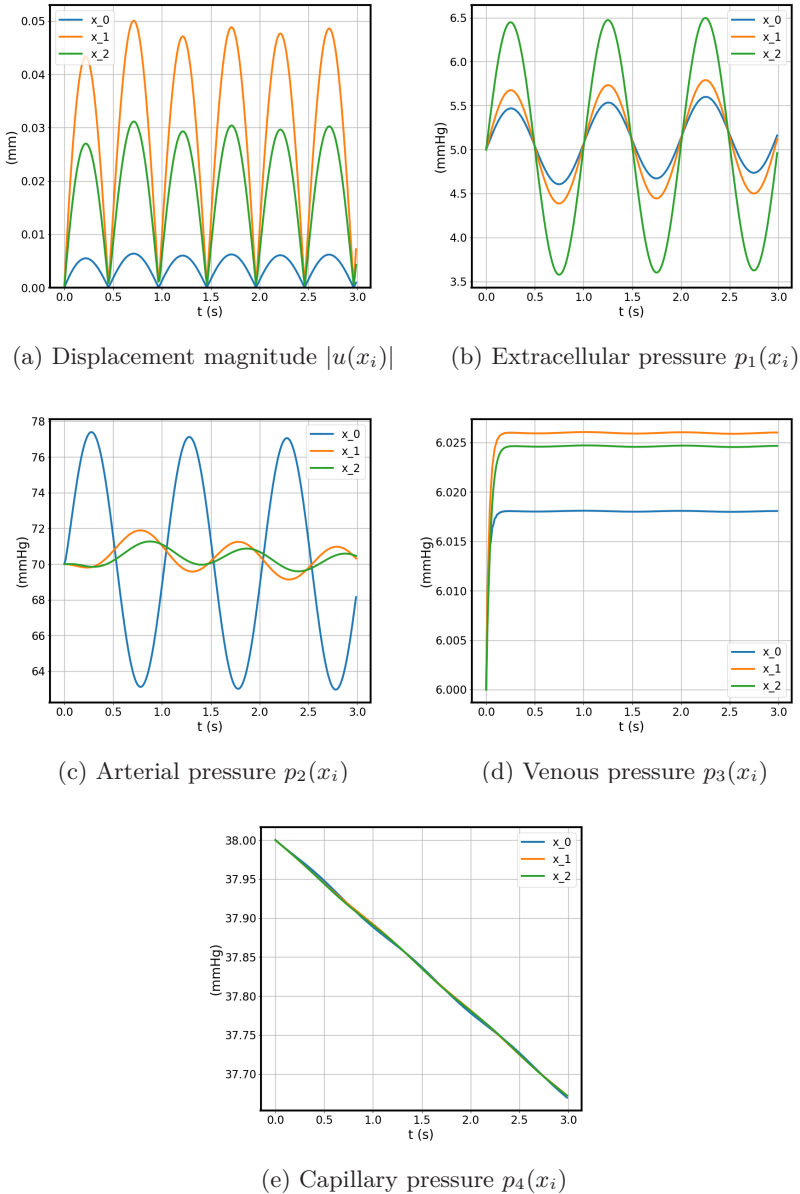 0.05
0.04
0.03
0.02
0.01
0.00
(mm)
x_0
x_1
x_2
0.0 0.5 1.0 1.5 2.0 2.5 3.0
t (s)
(a) Displacement magnitude |u(x_i)|
6.5
6.0
5.5
5.0
4.5
4.0
3.5
(mmHg)
x_0
x_1
x_2
0.0 0.5 1.0 1.5 2.0 2.5 3.0
t (s)
(b) Extracellular pressure p_1(x_i)
78
76
74
72
70
68
66
64
(mmHg)
x_0
x_1
x_2
0.0 0.5 1.0 1.5 2.0 2.5 3.0
t (s)
(c) Arterial pressure p_2(x_i)
6.025
6.020
6.015
6.010
6.005
6.000
(mmHg)
x_0
x_1
x_2
0.0 0.5 1.0 1.5 2.0 2.5 3.0
t (s)
(d) Venous pressure p_3(x_i)
38.00
37.95
37.90
37.85
37.80
37.75
37.70
(mmHg)
x_0
x_1
x_2
0.0 0.5 1.0 1.5 2.0 2.5 3.0
t (s)
(e) Capillary pressure p_4(x_i)